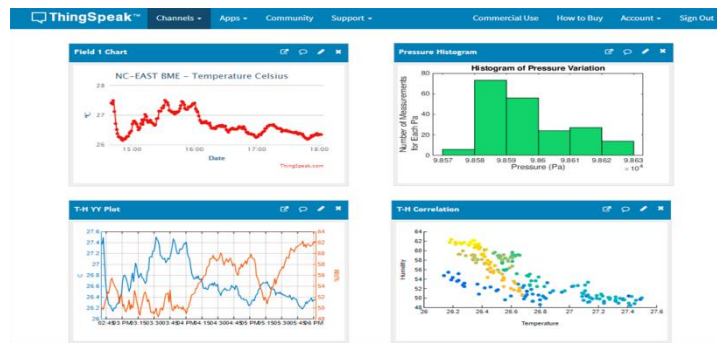 ThingSpeak™ Channels Apps Community Support Commercial Use How to Buy Account Sign Out
Field 1 Chart
NC-EAST BME - Temperature Celsius
28
27
26
°C
15:00 16:00 17:00 18:00
Date
ThingSpeak.com
Pressure Histogram
Histogram of Pressure Variation
Number of Measurements
for Each Pa
80
60
40
20
0
9.857 9.858 9.859 9.86 9.861 9.862 9.863
Pressure (Pa)
T-H YY Plot
27.6
27.4
27.2
27
26.8
26.6
26.4
26.2
26
C
64
62
60
58
56
54
52
50
48
T-H Correlation
64
62
60
58
56
54
52
50
48
Humidity
26 26.2 26.4 26.6 26.8 27 27.2 27.4 27.6
Temperature